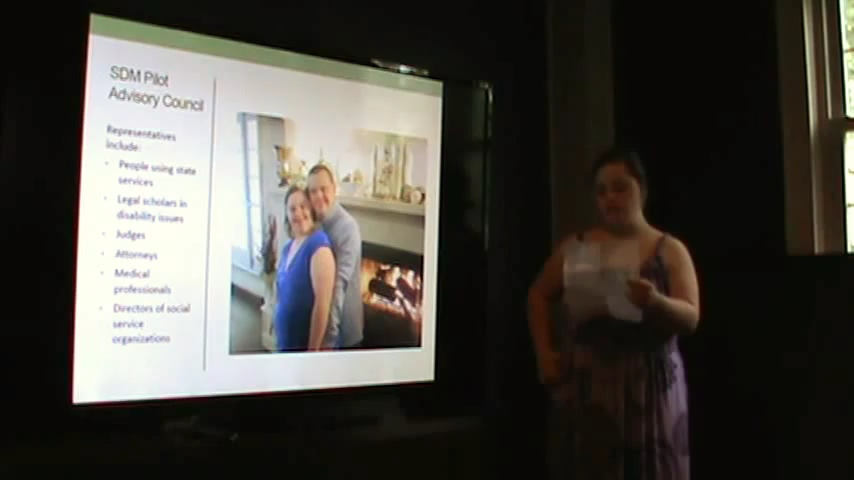 SDM Pilot
Advisory Council
Representatives
include:
• People using state
services
• Legal scholars in
disability issues
• Judges
• Attorneys
• Medical
professionals
• Directors of social
service
organizations